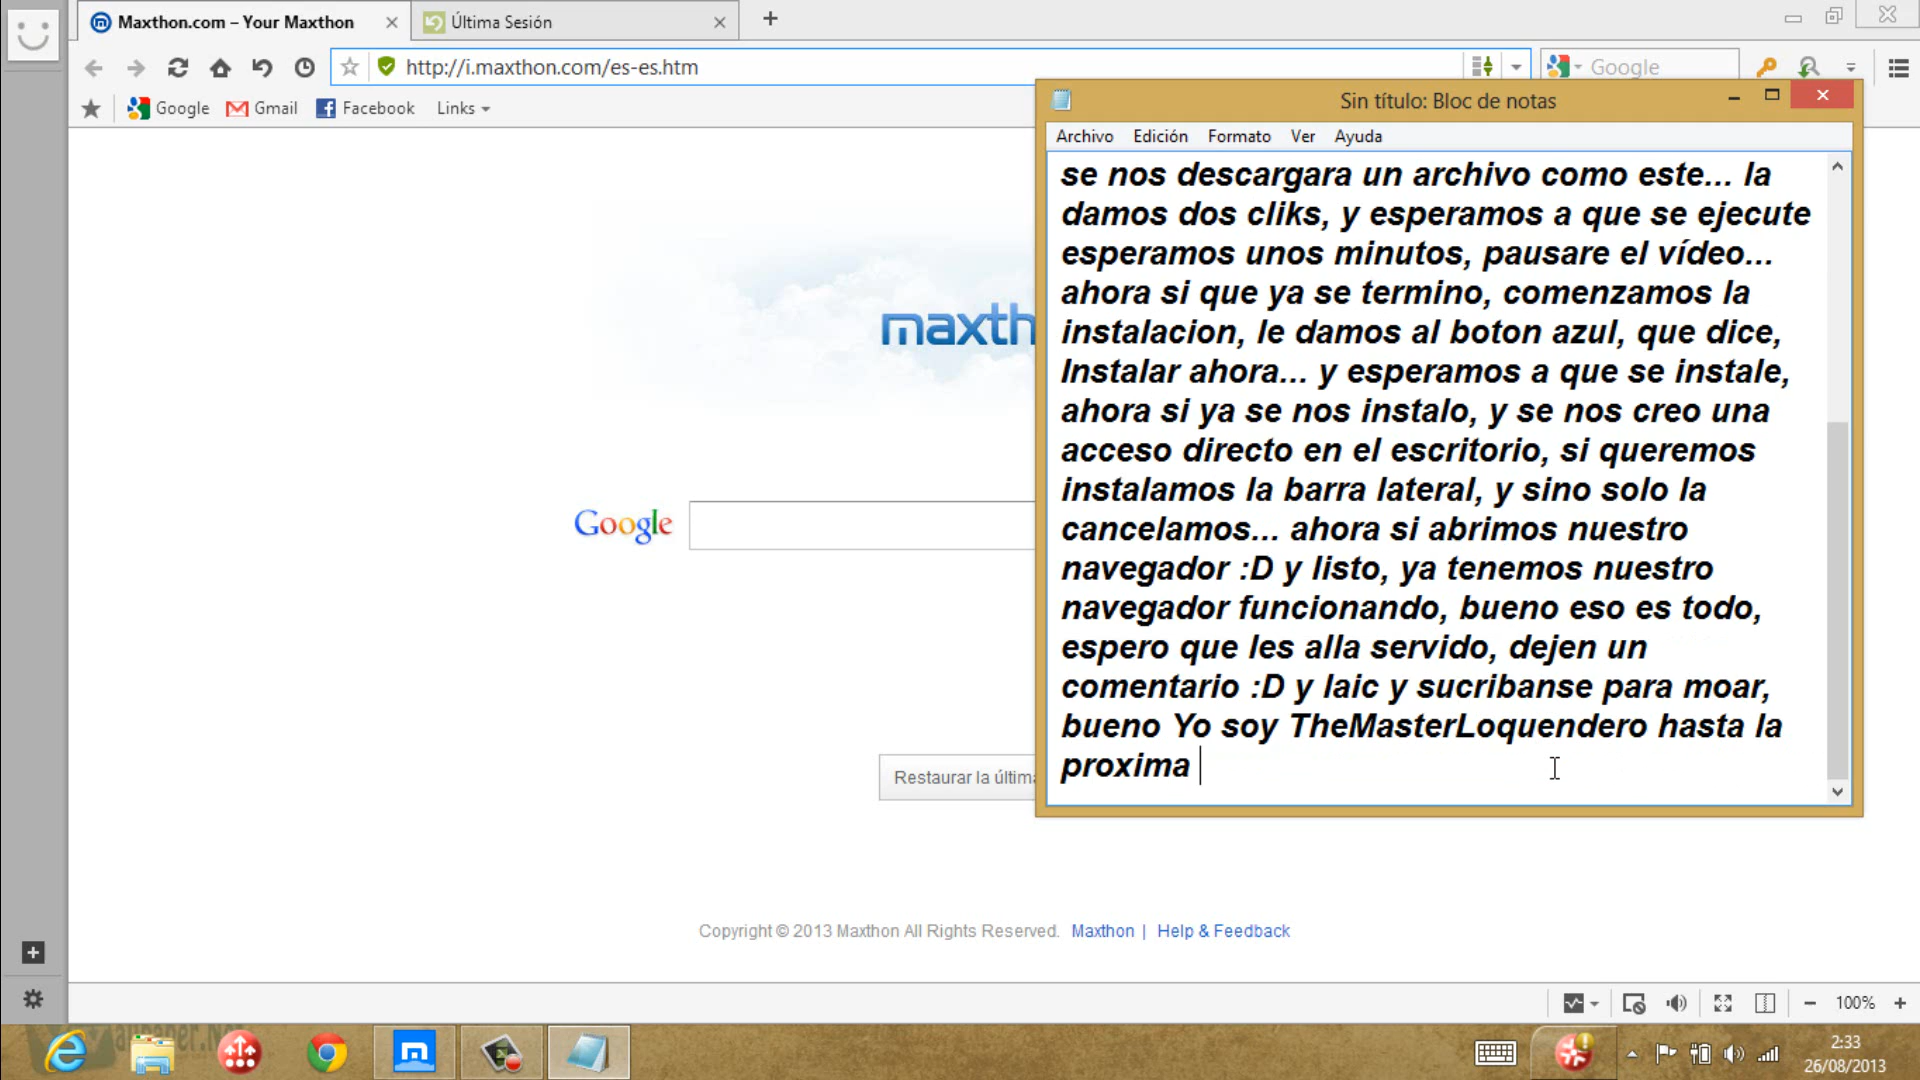 Maxthon.com – Your Maxthon
Última Sesión
http://i.maxthon.com/es-es.htm
Google
Google
Gmail
Facebook
Links
Sin título: Bloc de notas
Archivo
Edición
Formato
Ver
Ayuda
se nos descargara un archivo como este... la
damos dos cliks, y esperamos a que se ejecute
esperamos unos minutos, pausare el vídeo...
ahora si que ya se termino, comenzamos la
instalacion, le damos al boton azul, que dice,
Instalar ahora... y esperamos a que se instale,
ahora si ya se nos instalo, y se nos creo una
acceso directo en el escritorio, si queremos
instalamos la barra lateral, y sino solo la
cancelamos... ahora si abrimos nuestro
navegador :D y listo, ya tenemos nuestro
navegador funcionando, bueno eso es todo,
espero que les alla servido, dejen un
comentario :D y laic y sucribanse para moar,
bueno Yo soy TheMasterLoquendero hasta la
proxima
maxth
Google
Restaurar la últim
Copyright © 2013 Maxthon All Rights Reserved. Maxthon | Help & Feedback
100%
2:33
26/08/2013